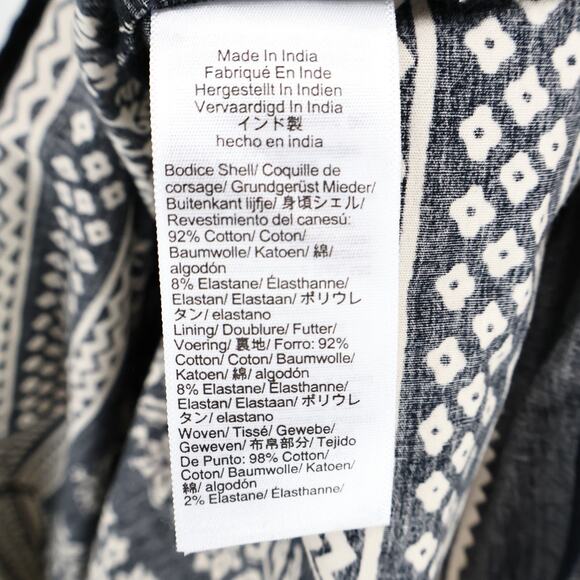 Made In India
Fabriqué En Inde
Hergestellt In Indien
Vervaardigd In India
インド製
hecho en india
Bodice Shell/ Coquille de
corsage/ Grundgerüst Mieder/
Buitenkant lijfje/ 身頃シェル/
Revestimiento del canesú:
92% Cotton/ Coton/
Baumwolle/ Katoen/ 綿/
algodón
8% Elastane/ Élasthanne/
Elastan/ Elastaan/ ポリウレ
タン/ elastano
Lining/ Doublure/ Futter/
Voering/ 裏地/ Forro: 92%
Cotton/ Coton/ Baumwolle/
Katoen/ 綿/ algodón
8% Elastane/ Élasthanne/
Elastan/ Elastaan/ ポリウレ
タン/ elastano
Woven/ Tissé/ Gewebe/
Geweven/ 布帛部分/ Tejido
De Punto: 98% Cotton/
Coton/ Baumwolle/ Katoen/
綿/ algodón
2% Elastane/ Élasthanne/